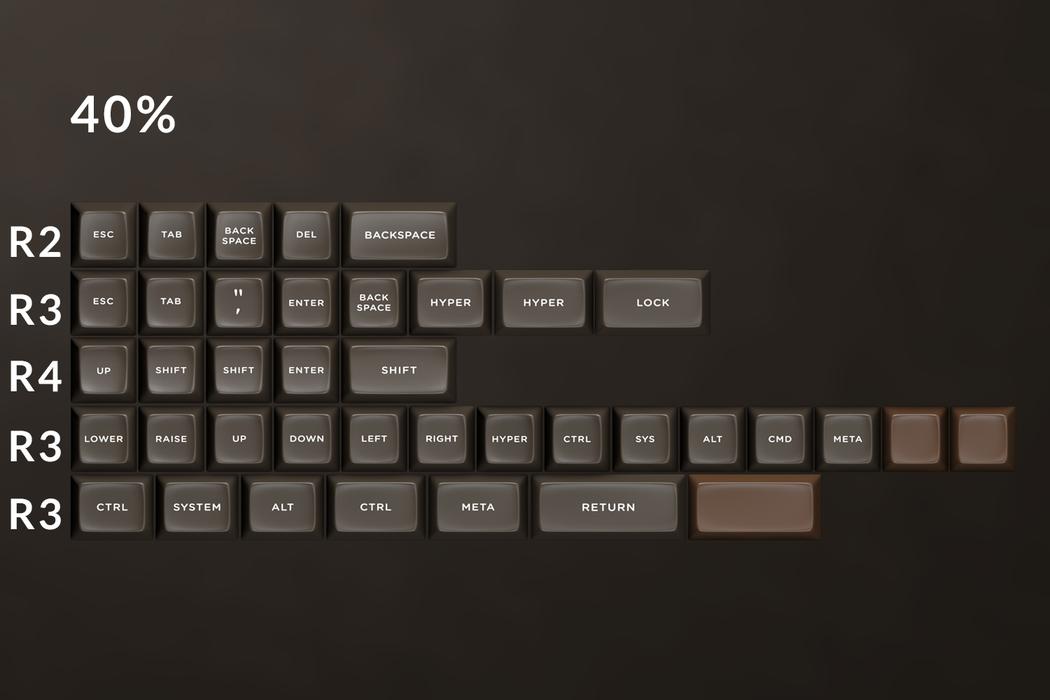 40%
R2
ESC TAB BACK SPACE DEL BACKSPACE
R3
ESC TAB " , ENTER BACK SPACE HYPER HYPER LOCK
R4
UP SHIFT SHIFT ENTER SHIFT
R3
LOWER RAISE UP DOWN LEFT RIGHT HYPER CTRL SYS ALT CMD META
R3
CTRL SYSTEM ALT CTRL META RETURN